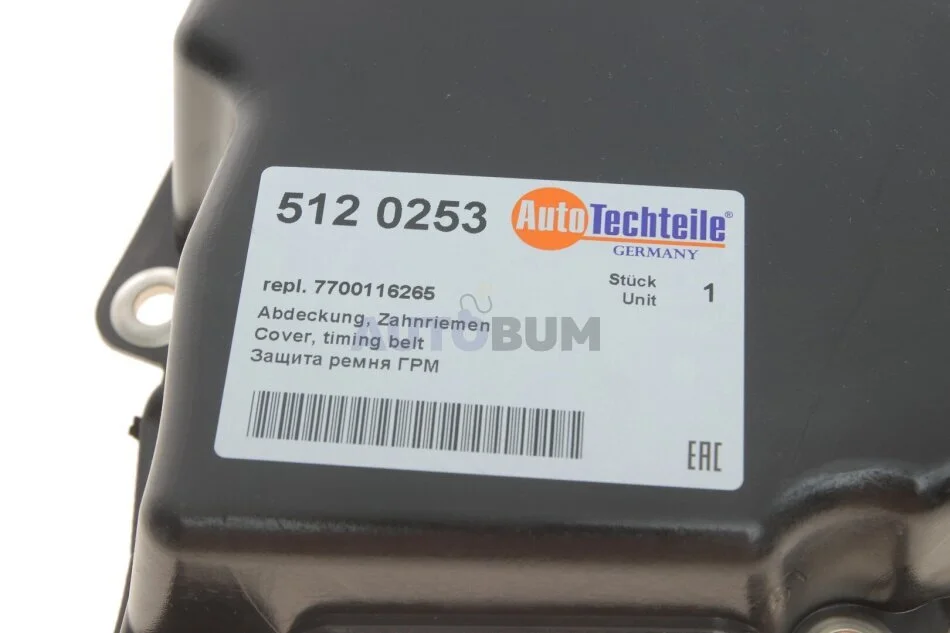 512 0253
AutoTechteile®
GERMANY
repl. 7700116265
Stück 1
Unit
Abdeckung, Zahnriemen
Cover, timing belt
Защита ремня ГРМ
AUTOBUM
EAC